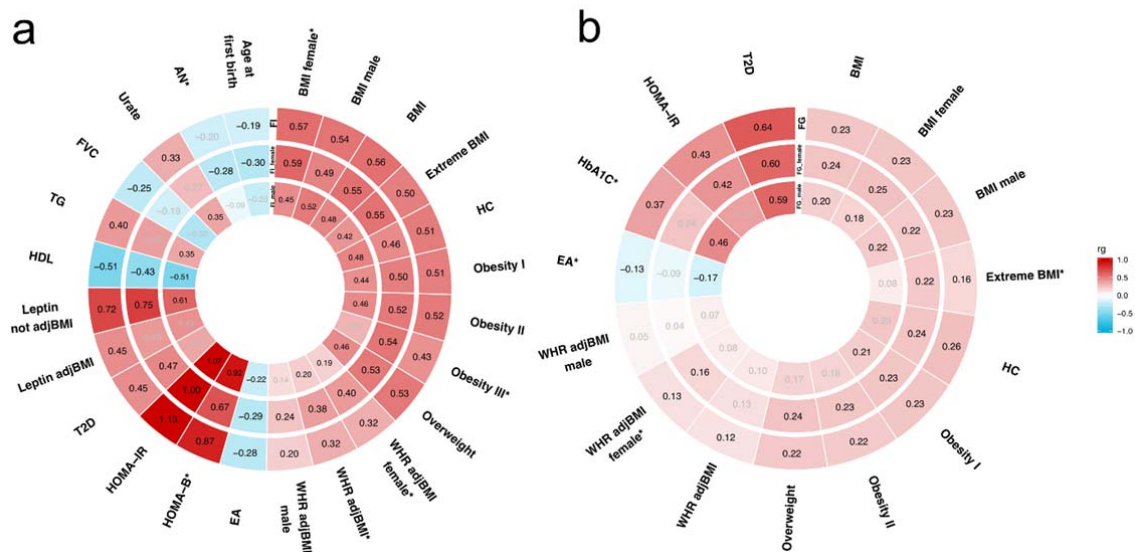 a
b
Age at
first birth
BMI female*
BMI male
BMI
Extreme BMI
HC
Obesity I
Obesity II
Obesity III*
Overweight
WHR adjBMI
female*
WHR adjBMI*
WHR adjBMI
male
EA
HOMA-B*
HOMA-IR
T2D
Leptin adjBMI
Leptin
not adjBMI
HDL
TG
FVC
Urate
AN*
FI
0.57
0.54
0.56
0.50
0.51
0.51
0.52
0.43
0.53
0.32
0.32
0.20
-0.28
0.87
1.13
0.45
0.45
0.72
-0.51
0.40
-0.25
0.33
-0.20
-0.19
FI_female
0.59
0.49
0.55
0.55
0.46
0.50
0.52
0.54
0.53
0.40
0.38
0.24
-0.29
0.67
1.00
0.47
0.75
-0.43
-0.19
-0.28
-0.30
FI_male
0.45
0.52
0.48
0.42
0.48
0.44
0.46
0.46
0.19
0.20
0.14
-0.22
0.92
0.61
-0.51
0.35
0.35
-0.09
T2D
BMI
BMI female
BMI male
Extreme BMI*
HC
Obesity I
Obesity II
Overweight
WHR adjBMI
WHR adjBMI
female*
WHR adjBMI
male
EA*
HbA1C*
HOMA-IR
FG
0.23
0.23
0.23
0.16
0.26
0.23
0.22
0.22
0.12
0.13
0.05
-0.13
0.37
0.43
0.64
FG_female
0.24
0.25
0.22
0.22
0.24
0.23
0.23
0.24
0.13
0.16
0.04
-0.09
0.42
0.60
FG_male
0.20
0.18
0.22
0.21
0.17
0.10
0.08
0.07
-0.17
0.46
0.59
rg
1.0
0.5
0.0
-0.5
-1.0